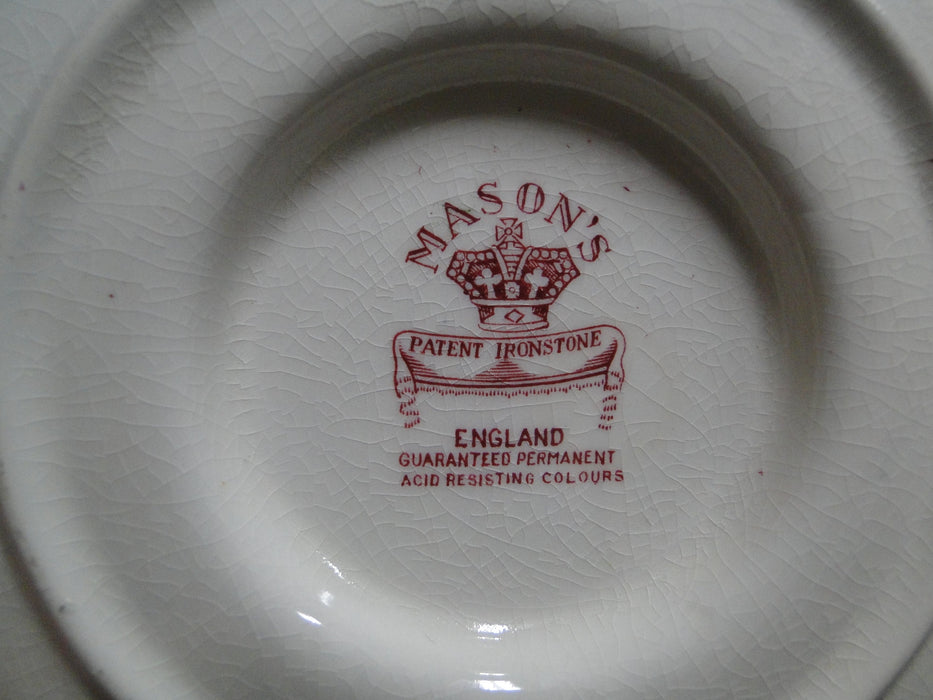 MASON'S
PATENT IRONSTONE
ENGLAND
GUARANTEED PERMANENT
ACID RESISTING COLOURS